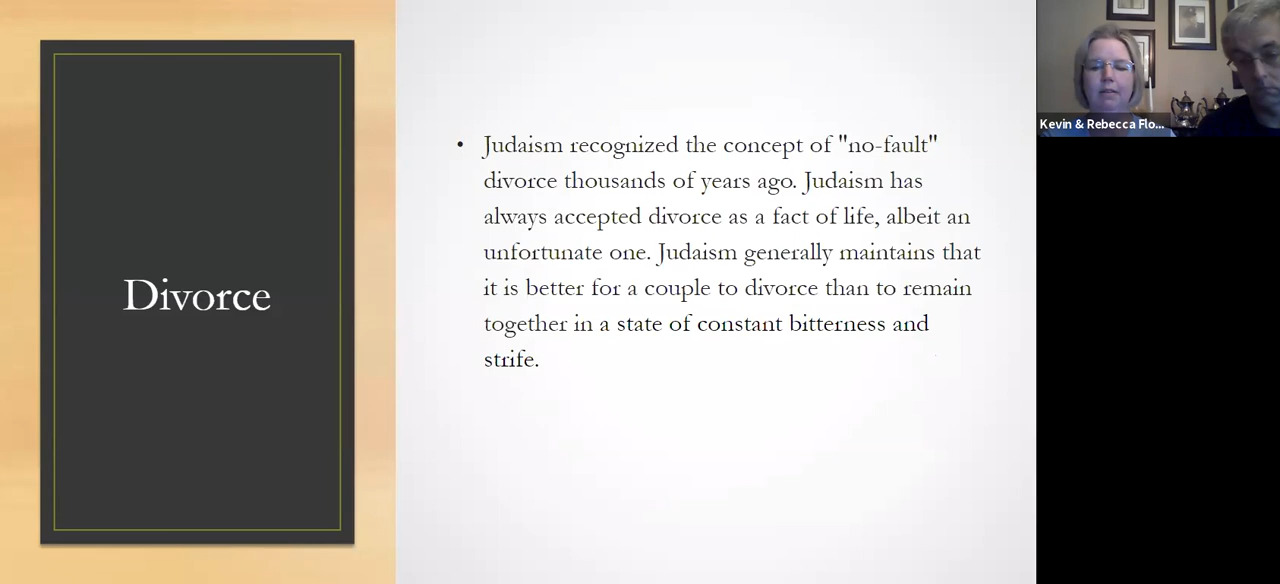 Divorce
• Judaism recognized the concept of "no-fault"
divorce thousands of years ago. Judaism has
always accepted divorce as a fact of life, albeit an
unfortunate one. Judaism generally maintains that
it is better for a couple to divorce than to remain
together in a state of constant bitterness and
strife.
Kevin & Rebecca Flo...